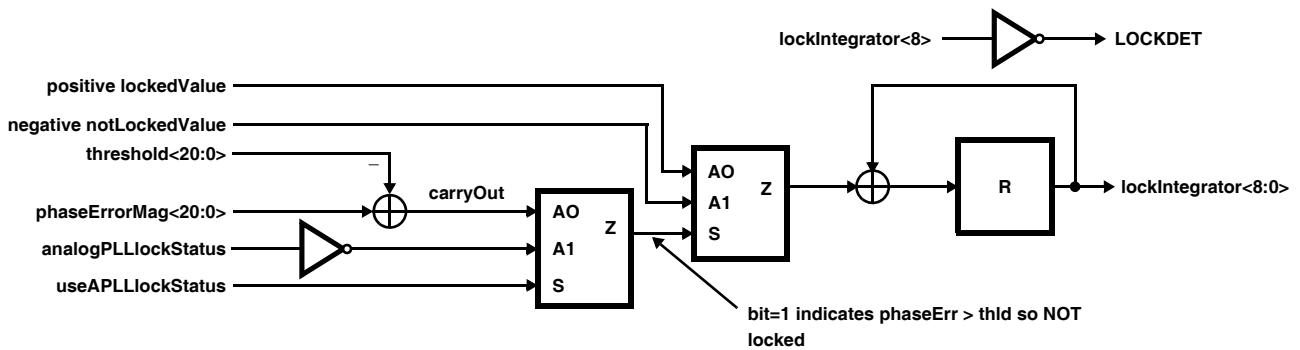 lockIntegrator<8>
LOCKDET
positive lockedValue
negative notLockedValue
threshold<20:0>
–
carryOut
phaseErrorMag<20:0>
analogPLLlockStatus
useAPLLlockStatus
AO
A1
S
Z
AO
A1
S
Z
R
lockIntegrator<8:0>
bit=1 indicates phaseErr > thld so NOT
locked